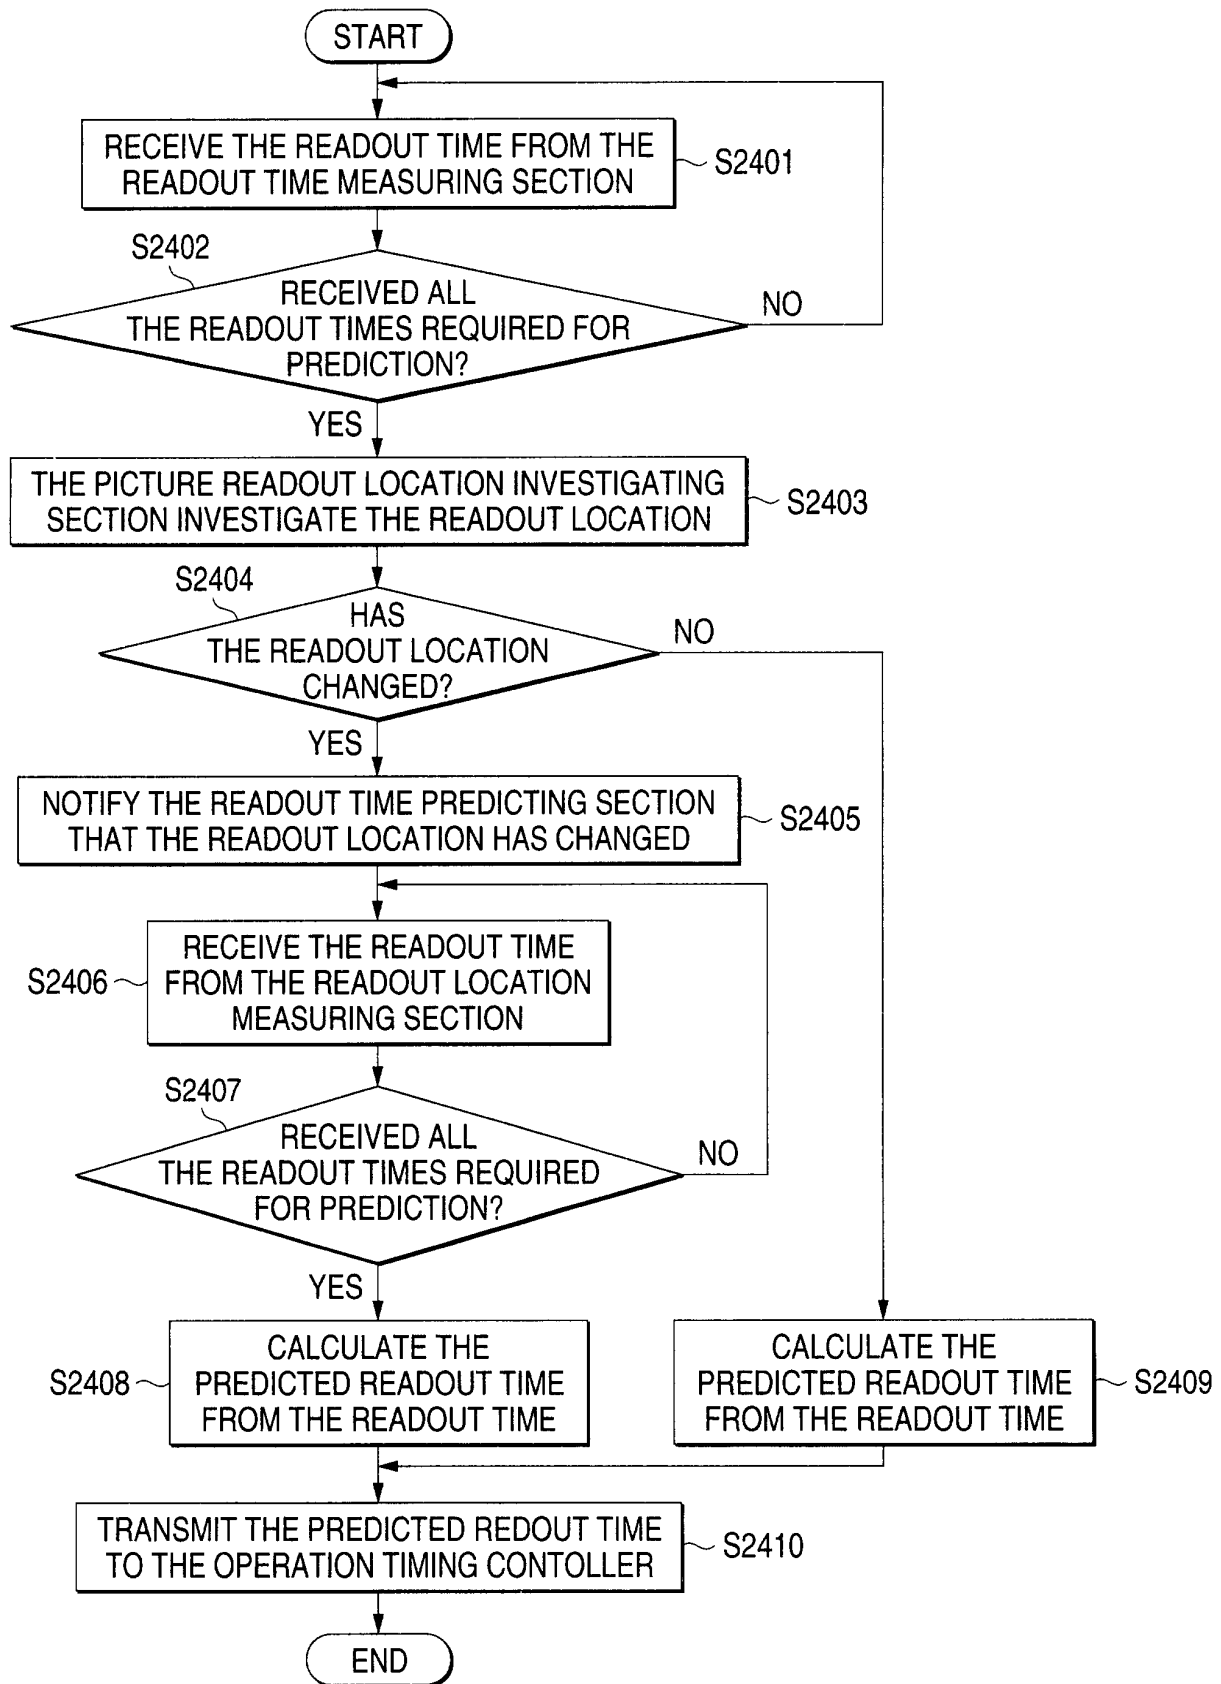 START
RECEIVE THE READOUT TIME FROM THE
READOUT TIME MEASURING SECTION
S2401
S2402
RECEIVED ALL
THE READOUT TIMES REQUIRED FOR
PREDICTION?
NO
YES
THE PICTURE READOUT LOCATION INVESTIGATING
SECTION INVESTIGATE THE READOUT LOCATION
S2403
S2404
HAS
THE READOUT LOCATION
CHANGED?
NO
YES
NOTIFY THE READOUT TIME PREDICTING SECTION
THAT THE READOUT LOCATION HAS CHANGED
S2405
RECEIVE THE READOUT TIME
FROM THE READOUT LOCATION
MEASURING SECTION
S2406
S2407
RECEIVED ALL
THE READOUT TIMES REQUIRED
FOR PREDICTION?
NO
YES
CALCULATE THE
PREDICTED READOUT TIME
FROM THE READOUT TIME
S2408
CALCULATE THE
PREDICTED READOUT TIME
FROM THE READOUT TIME
S2409
TRANSMIT THE PREDICTED REDOUT TIME
TO THE OPERATION TIMING CONTOLLER
S2410
END